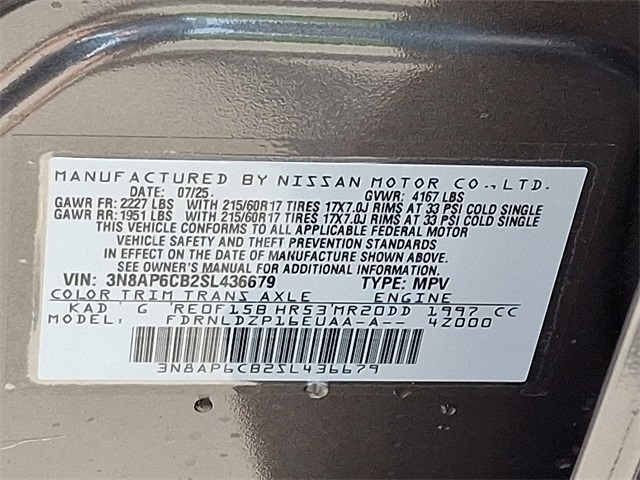 MANUFACTURED BY NISSAN MOTOR CO.,LTD.
DATE: 07/25. GVWR: 4167 LBS
GAWR FR: 2227 LBS WITH 215/60R17 TIRES 17X7.0J RIMS AT 33 PSI COLD SINGLE
GAWR RR: 1951 LBS WITH 215/60R17 TIRES 17X7.0J RIMS AT 33 PSI COLD SINGLE
THIS VEHICLE CONFORMS TO ALL APPLICABLE FEDERAL MOTOR
VEHICLE SAFETY AND THEFT PREVENTION STANDARDS
IN EFFECT ON THE DATE OF MANUFACTURE SHOWN ABOVE.
SEE OWNER'S MANUAL FOR ADDITIONAL INFORMATION.
VIN: 3N8AP6CB2SL436679 TYPE: MPV
COLOR TRIM TRANS AXLE ENGINE
KAD G RE0F15B HR53 MR20DD 1997 CC
MODEL: FDRNLDZP16EUAA-A-- 4Z000
3N8AP6CB2SL436679